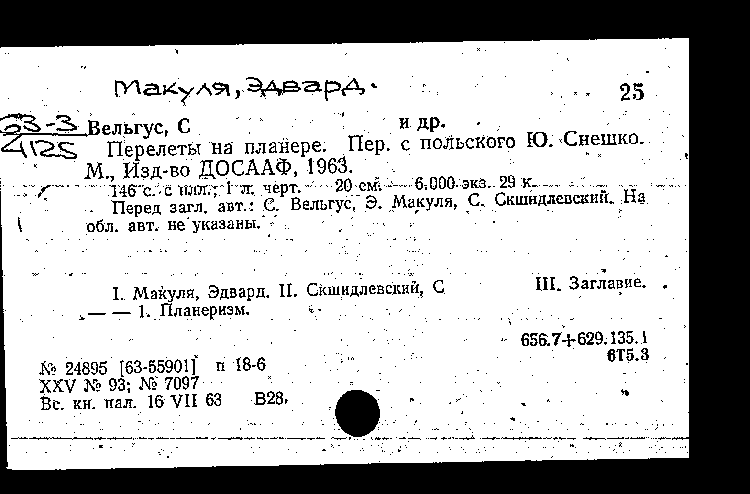 Макуля, Эдвард.
25
63-3
4125
Вельгус, С и др.
Перелеты на планере. Пер. с польского Ю. Снешко.
М., Изд-во ДОСААФ, 1963.
146 с. с илл.; 1 л. черт. 20 см. — 6.000 экз. 29 к.
Перед загл. авт.: С. Вельгус, Э. Макуля, С. Скшидлевский. На
обл. авт. не указаны.
I. Макуля, Эдвард. II. Скшидлевский, С III. Заглавие.
— — 1. Планеризм.
656.7+629.135.1
6Т5.3
№ 24895 [63-55901] п 18-6
XXV № 93; № 7097
Вс. кн. пал. 16 VII 63 В28.